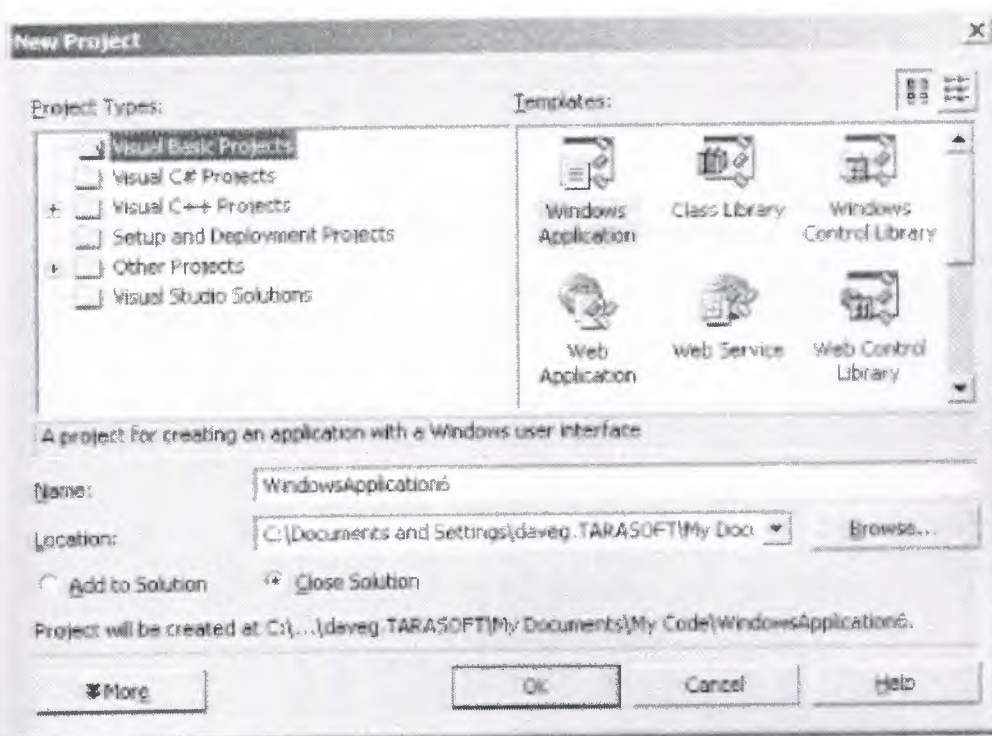 New Project
Project Types:
Templates:
Visual Basic Projects
Visual C# Projects
Visual C++ Projects
Setup and Deployment Projects
Other Projects
Visual Studio Solutions
Windows Application
Class Library
Windows Control Library
Web Application
Web Service
Web Control Library
A project for creating an application with a Windows user interface
Name:
WindowsApplication6
Location:
C:\Documents and Settings\daveg.TARASOFT\My Docu
Browse...
Add to Solution
Close Solution
Project will be created at C:\...\daveg.TARASOFT\My Documents\My Code\WindowsApplication6.
More
OK
Cancel
Help